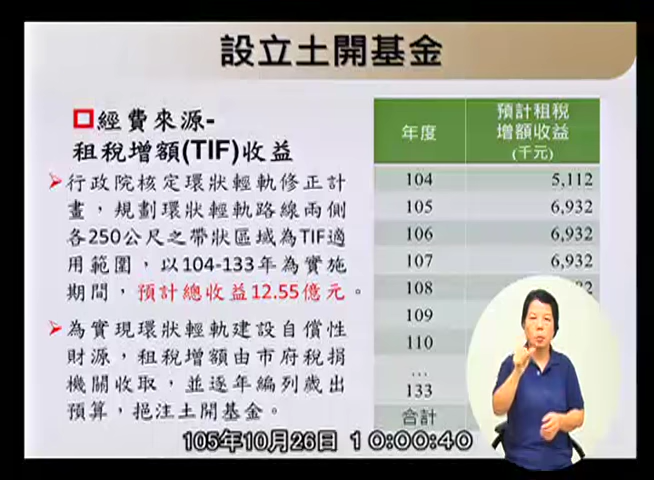 設立土開基金
經費來源-
租稅增額(TIF)收益
行政院核定環狀輕軌修正計
畫，規劃環狀輕軌路線兩側
各250公尺之帶狀區域為TIF適
用範圍，以104-133年為實施
期間，預計總收益12.55億元。
為實現環狀輕軌建設自償性
財源，租稅增額由市府稅捐
機關收取，並逐年編列歲出
預算，挹注土開基金。
年度 預計租稅
增額收益
(千元)
104 5,112
105 6,932
106 6,932
107 6,932
108
109
110
...
133
合計
105年10月26日 10:00:40